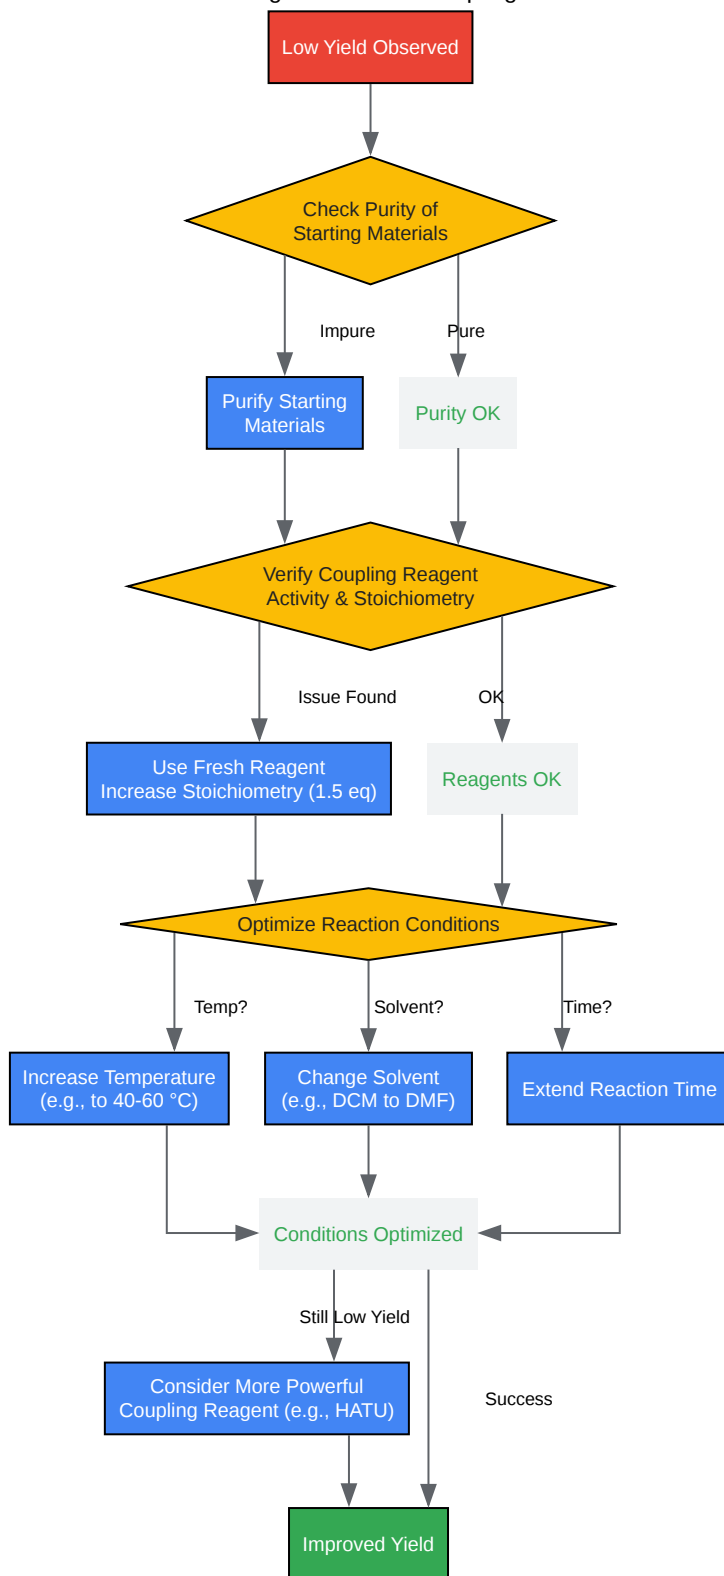 Low Yield Observed
Check Purity of
Starting Materials
Impure
Pure
Purify Starting
Materials
Purity OK
Verify Coupling Reagent
Activity & Stoichiometry
Issue Found
OK
Use Fresh Reagent
Increase Stoichiometry (1.5 eq)
Reagents OK
Optimize Reaction Conditions
Temp?
Solvent?
Time?
Increase Temperature
(e.g., to 40-60 °C)
Change Solvent
(e.g., DCM to DMF)
Extend Reaction Time
Conditions Optimized
Still Low Yield
Consider More Powerful
Coupling Reagent (e.g., HATU)
Success
Improved Yield